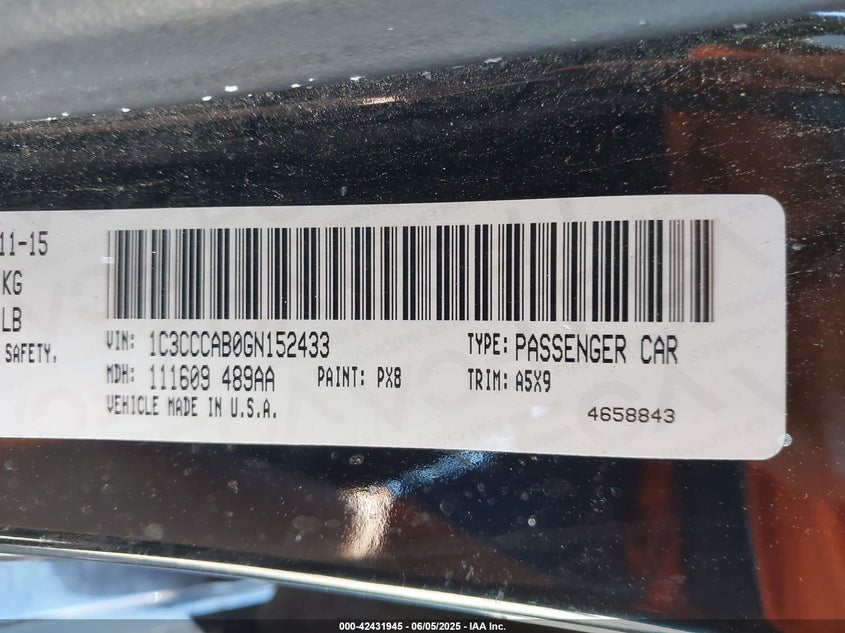 11-15
KG
LB
SAFETY,
VIN: 1C3CCCAB0GN152433 TYPE: PASSENGER CAR
MDH: 111609 489AA PAINT: PX8 TRIM: A5X9
VEHICLE MADE IN U.S.A. 4658843
000-42431945 - 06/05/2025 - IAA Inc.